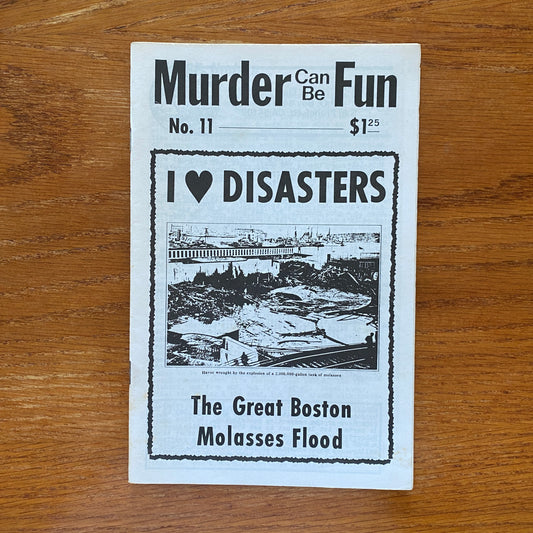 Murder Can Be Fun
No. 11 $1.25
I ♥ DISASTERS
Havoc wrought by the explosion of a 2,000,000-gallon tank of molasses
The Great Boston
Molasses Flood